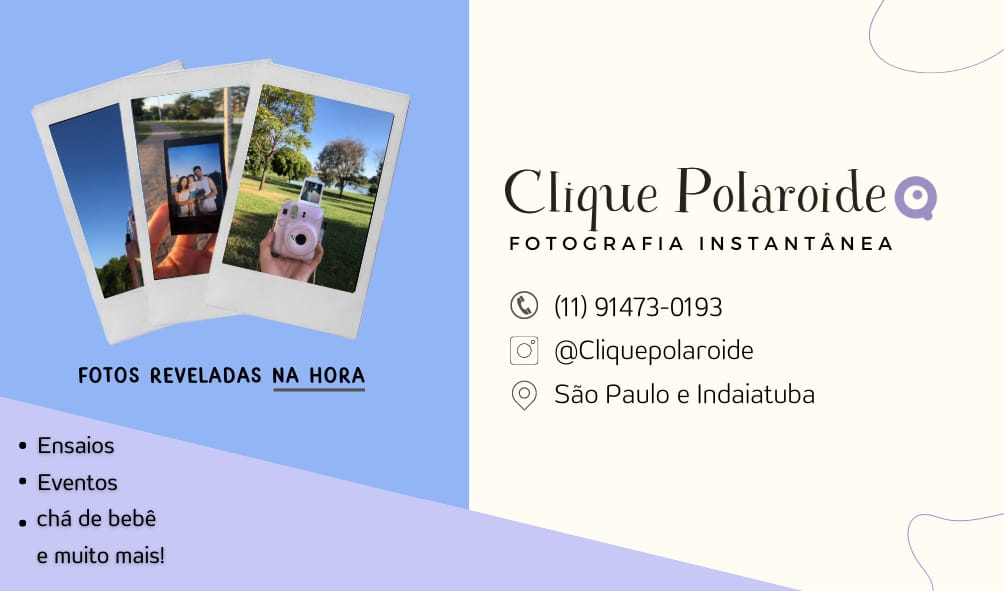 FOTOS REVELADAS NA HORA
• Ensaios
• Eventos
• chá de bebê
e muito mais!
Clique Polaroide
FOTOGRAFIA INSTANTÂNEA
(11) 91473-0193
@Cliquepolaroide
São Paulo e Indaiatuba